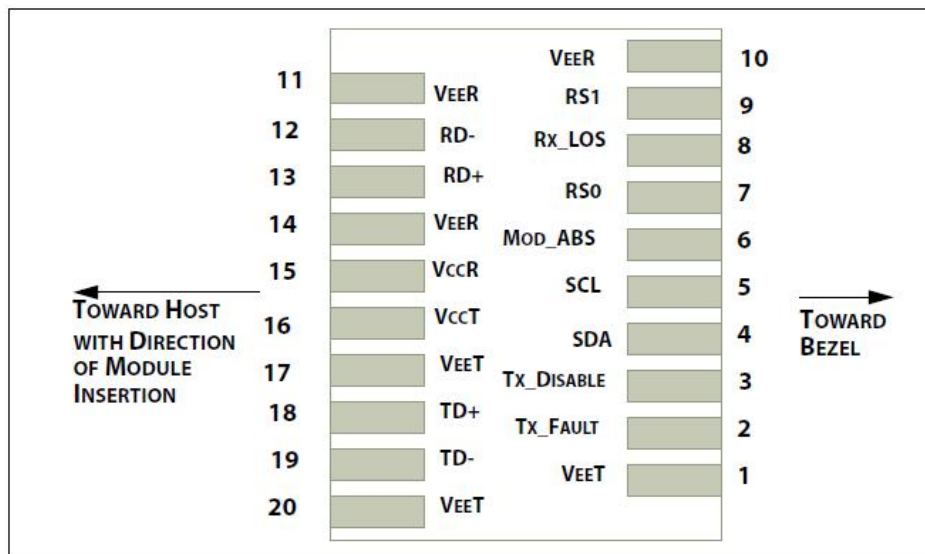 11 VEER
12 RD-
13 RD+
14 VEER
15 VCCR
16 VCCT
17 VEET
18 TD+
19 TD-
20 VEET
VEER 10
RS1 9
RX_LOS 8
RS0 7
MOD_ABS 6
SCL 5
SDA 4
TX_DISABLE 3
TX_FAULT 2
VEET 1
TOWARD HOST
WITH DIRECTION
OF MODULE
INSERTION
TOWARD
BEZEL